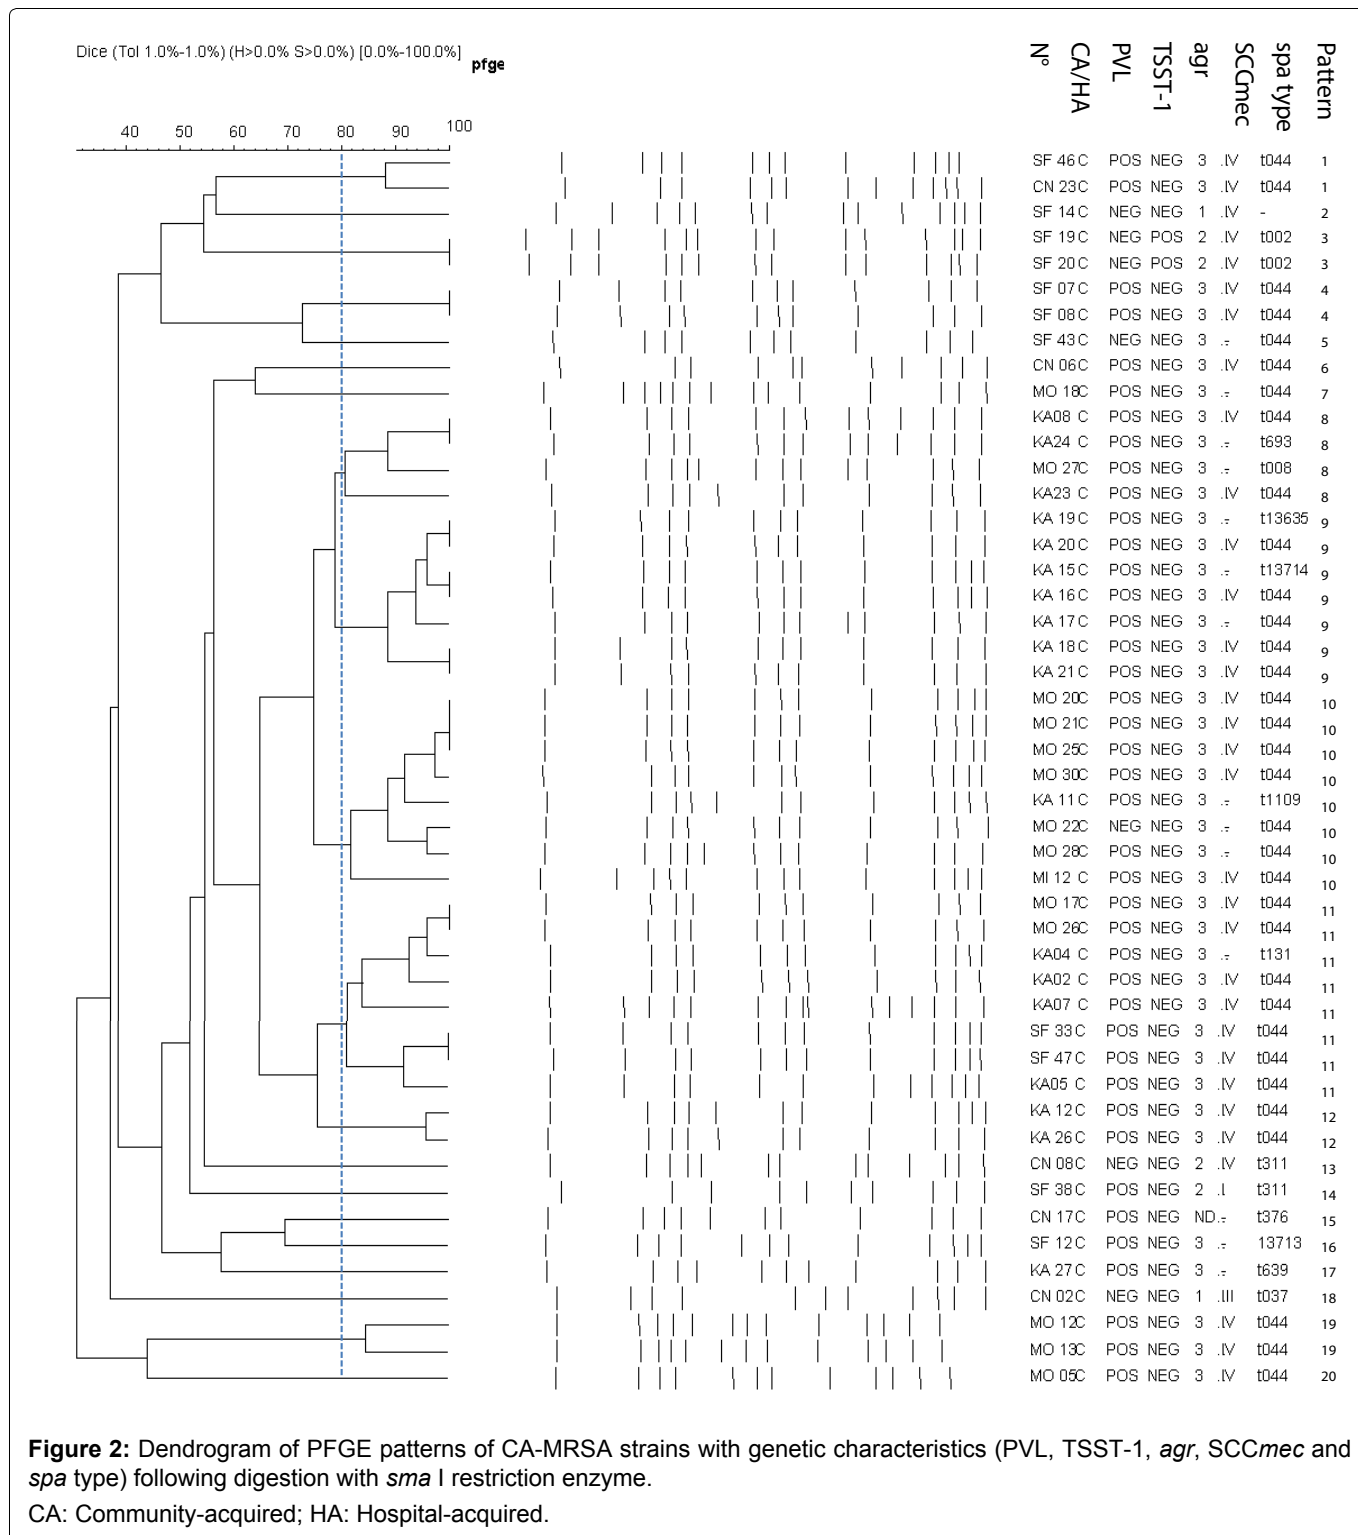 Dice (Tol 1.0%-1.0%) (H>0.0% S>0.0%) [0.0%-100.0%]
pfge
N° CA/HA PVL TSST-1 agr SCCmec spa type Pattern
40 50 60 70 80 90 100
SF 46 C POS NEG 3 .IV t044 1
CN 23C POS NEG 3 .IV t044 1
SF 14 C NEG NEG 1 .IV - 2
SF 19 C NEG POS 2 .IV t002 3
SF 20 C NEG POS 2 .IV t002 3
SF 07 C POS NEG 3 .IV t044 4
SF 08 C POS NEG 3 .IV t044 4
SF 43 C NEG NEG 3 .- t044 5
CN 06C POS NEG 3 .IV t044 6
MO 18C POS NEG 3 .- t044 7
KA08 C POS NEG 3 .IV t044 8
KA24 C POS NEG 3 .- t693 8
MO 27C POS NEG 3 .- t008 8
KA23 C POS NEG 3 .IV t044 8
KA 19 C POS NEG 3 .- t13635 9
KA 20 C POS NEG 3 .IV t044 9
KA 15 C POS NEG 3 .- t13714 9
KA 16 C POS NEG 3 .IV t044 9
KA 17 C POS NEG 3 .- t044 9
KA 18 C POS NEG 3 .IV t044 9
KA 21 C POS NEG 3 .IV t044 9
MO 20C POS NEG 3 .IV t044 10
MO 21C POS NEG 3 .IV t044 10
MO 25C POS NEG 3 .IV t044 10
MO 30C POS NEG 3 .IV t044 10
KA 11 C POS NEG 3 .- t1109 10
MO 22C NEG NEG 3 .- t044 10
MO 28C POS NEG 3 .- t044 10
MI 12 C POS NEG 3 .IV t044 10
MO 17C POS NEG 3 .IV t044 11
MO 26C POS NEG 3 .IV t044 11
KA04 C POS NEG 3 .- t131 11
KA02 C POS NEG 3 .IV t044 11
KA07 C POS NEG 3 .IV t044 11
SF 33 C POS NEG 3 .IV t044 11
SF 47 C POS NEG 3 .IV t044 11
KA05 C POS NEG 3 .IV t044 11
KA 12 C POS NEG 3 .IV t044 12
KA 26 C POS NEG 3 .IV t044 12
CN 08C NEG NEG 2 .IV t311 13
SF 38 C POS NEG 2 .I t311 14
CN 17C POS NEG ND.- t376 15
SF 12 C POS NEG 3 .- 13713 16
KA 27 C POS NEG 3 .- t639 17
CN 02C NEG NEG 1 .III t037 18
MO 12C POS NEG 3 .IV t044 19
MO 13C POS NEG 3 .IV t044 19
MO 05C POS NEG 3 .IV t044 20
Figure 2: Dendrogram of PFGE patterns of CA-MRSA strains with genetic characteristics (PVL, TSST-1, agr, SCCmec and
spa type) following digestion with sma I restriction enzyme.
CA: Community-acquired; HA: Hospital-acquired.